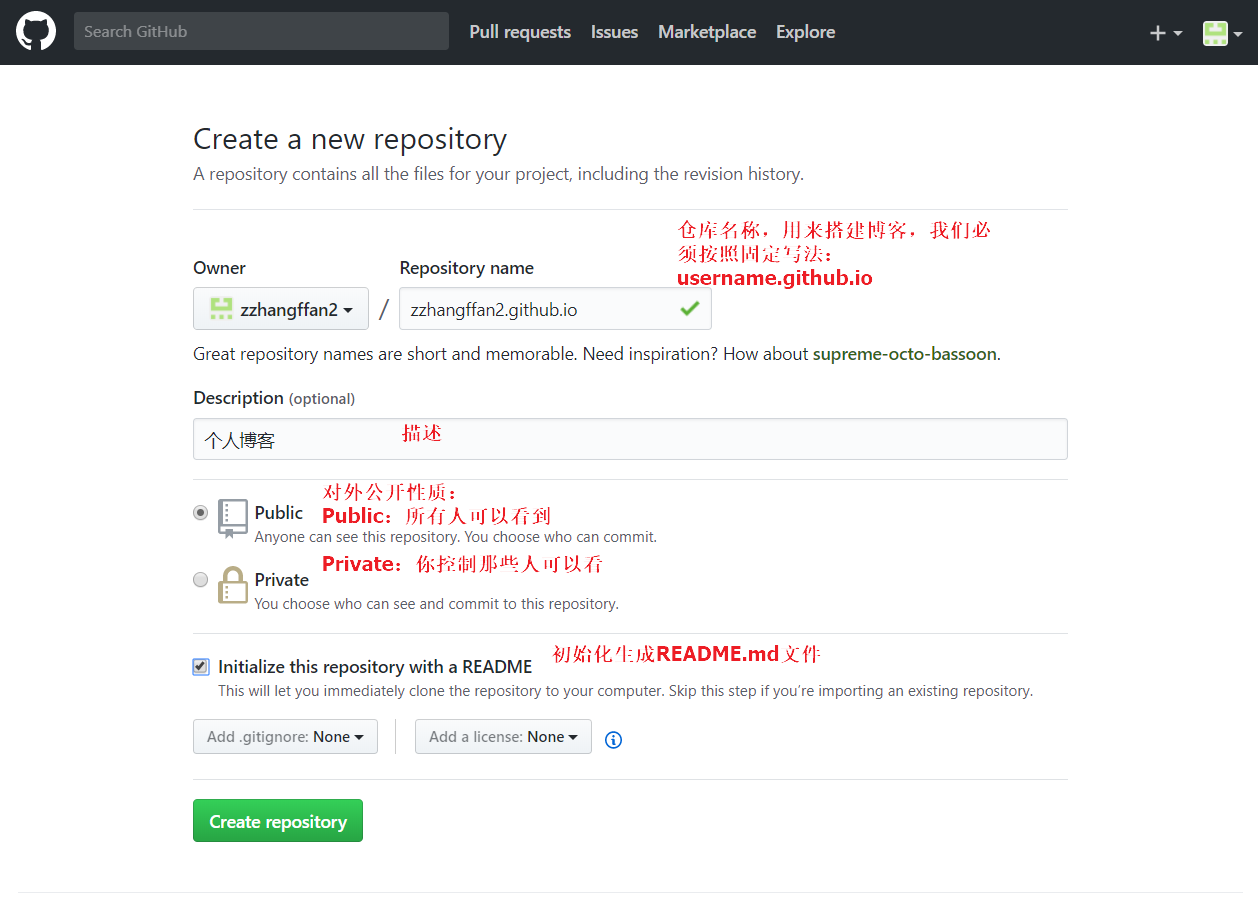 Search GitHub Pull requests Issues Marketplace Explore
Create a new repository
A repository contains all the files for your project, including the revision history.
仓库名称，用来搭建博客，我们必
须按照固定写法：
username.github.io
Owner Repository name
zzhangffan2 / zzhangffan2.github.io
Great repository names are short and memorable. Need inspiration? How about supreme-octo-bassoon.
Description (optional)
个人博客 描述
对外公开性质：
Public Public：所有人可以看到
Anyone can see this repository. You choose who can commit.
Private：你控制那些人可以看
Private
You choose who can see and commit to this repository.
Initialize this repository with a README 初始化生成README.md文件
This will let you immediately clone the repository to your computer. Skip this step if you’re importing an existing repository.
Add .gitignore: None Add a license: None
Create repository